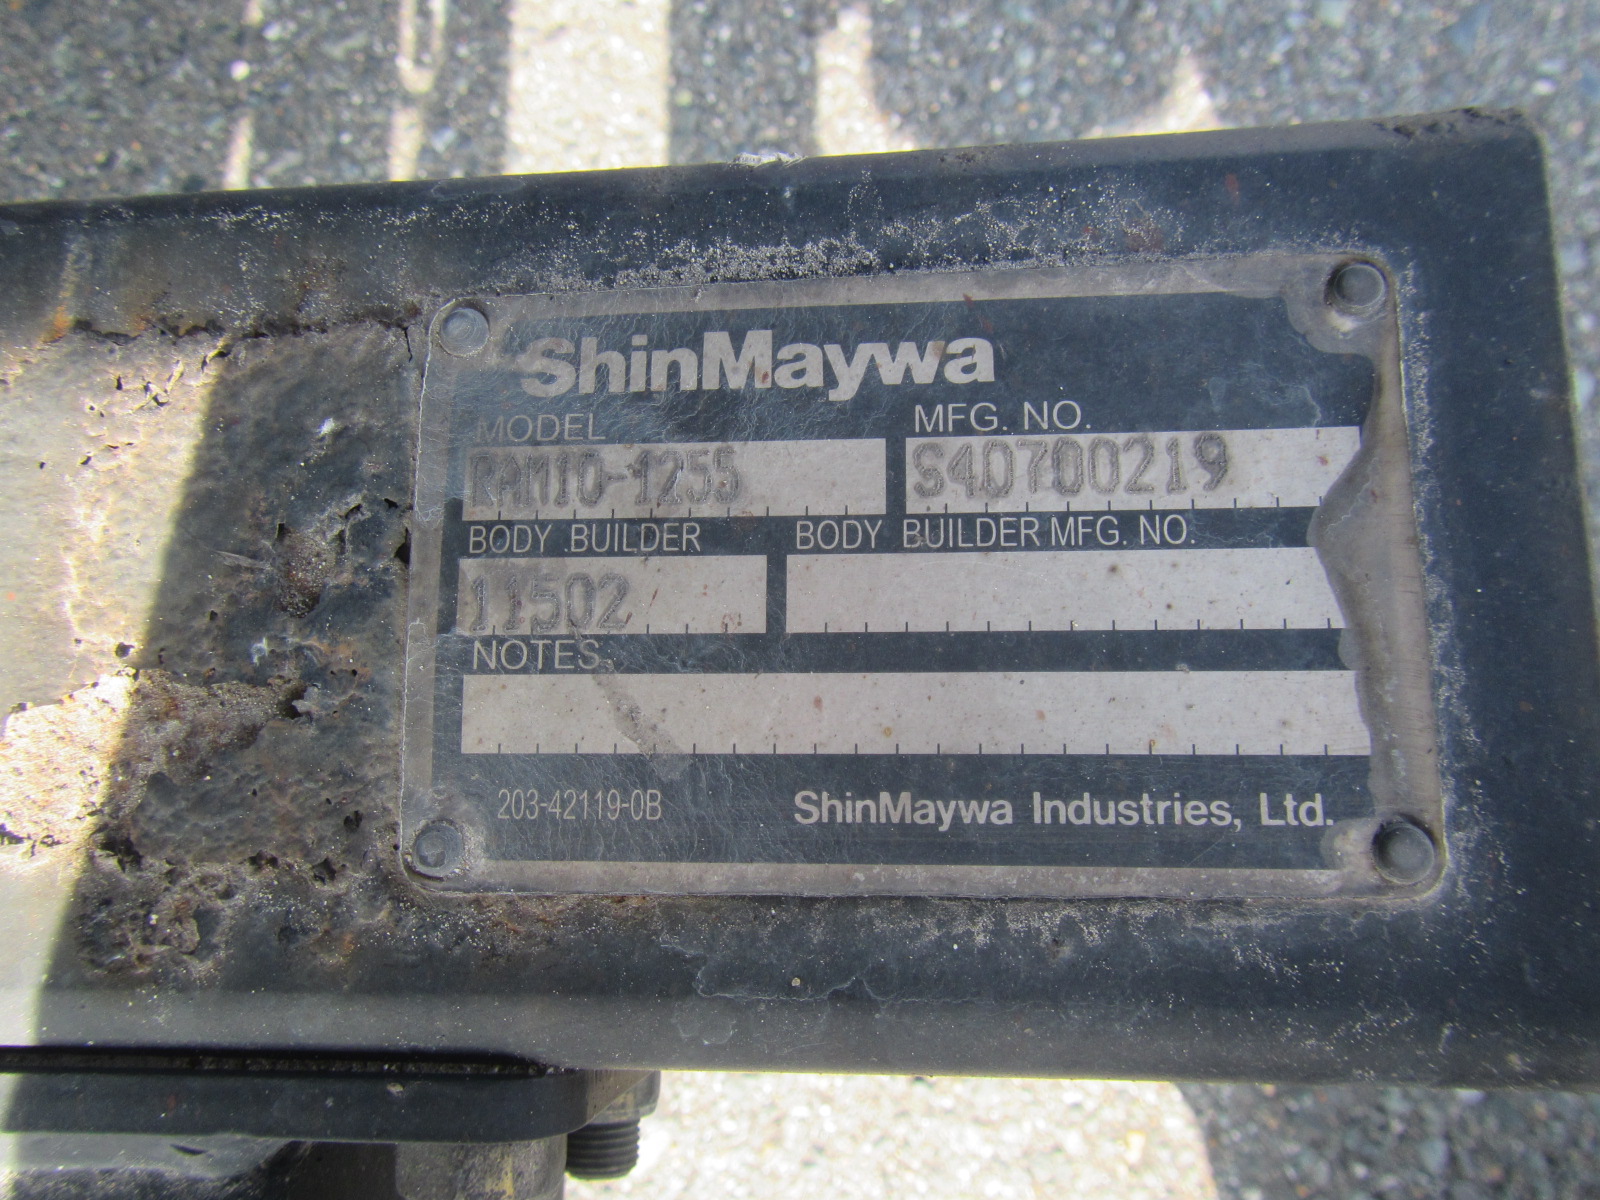 ShinMaywa
MODEL
MFG. NO.
RAM10-1255
S40700219
BODY BUILDER
BODY BUILDER MFG. NO.
11502
NOTES
203-42119-0B
ShinMaywa Industries, Ltd.